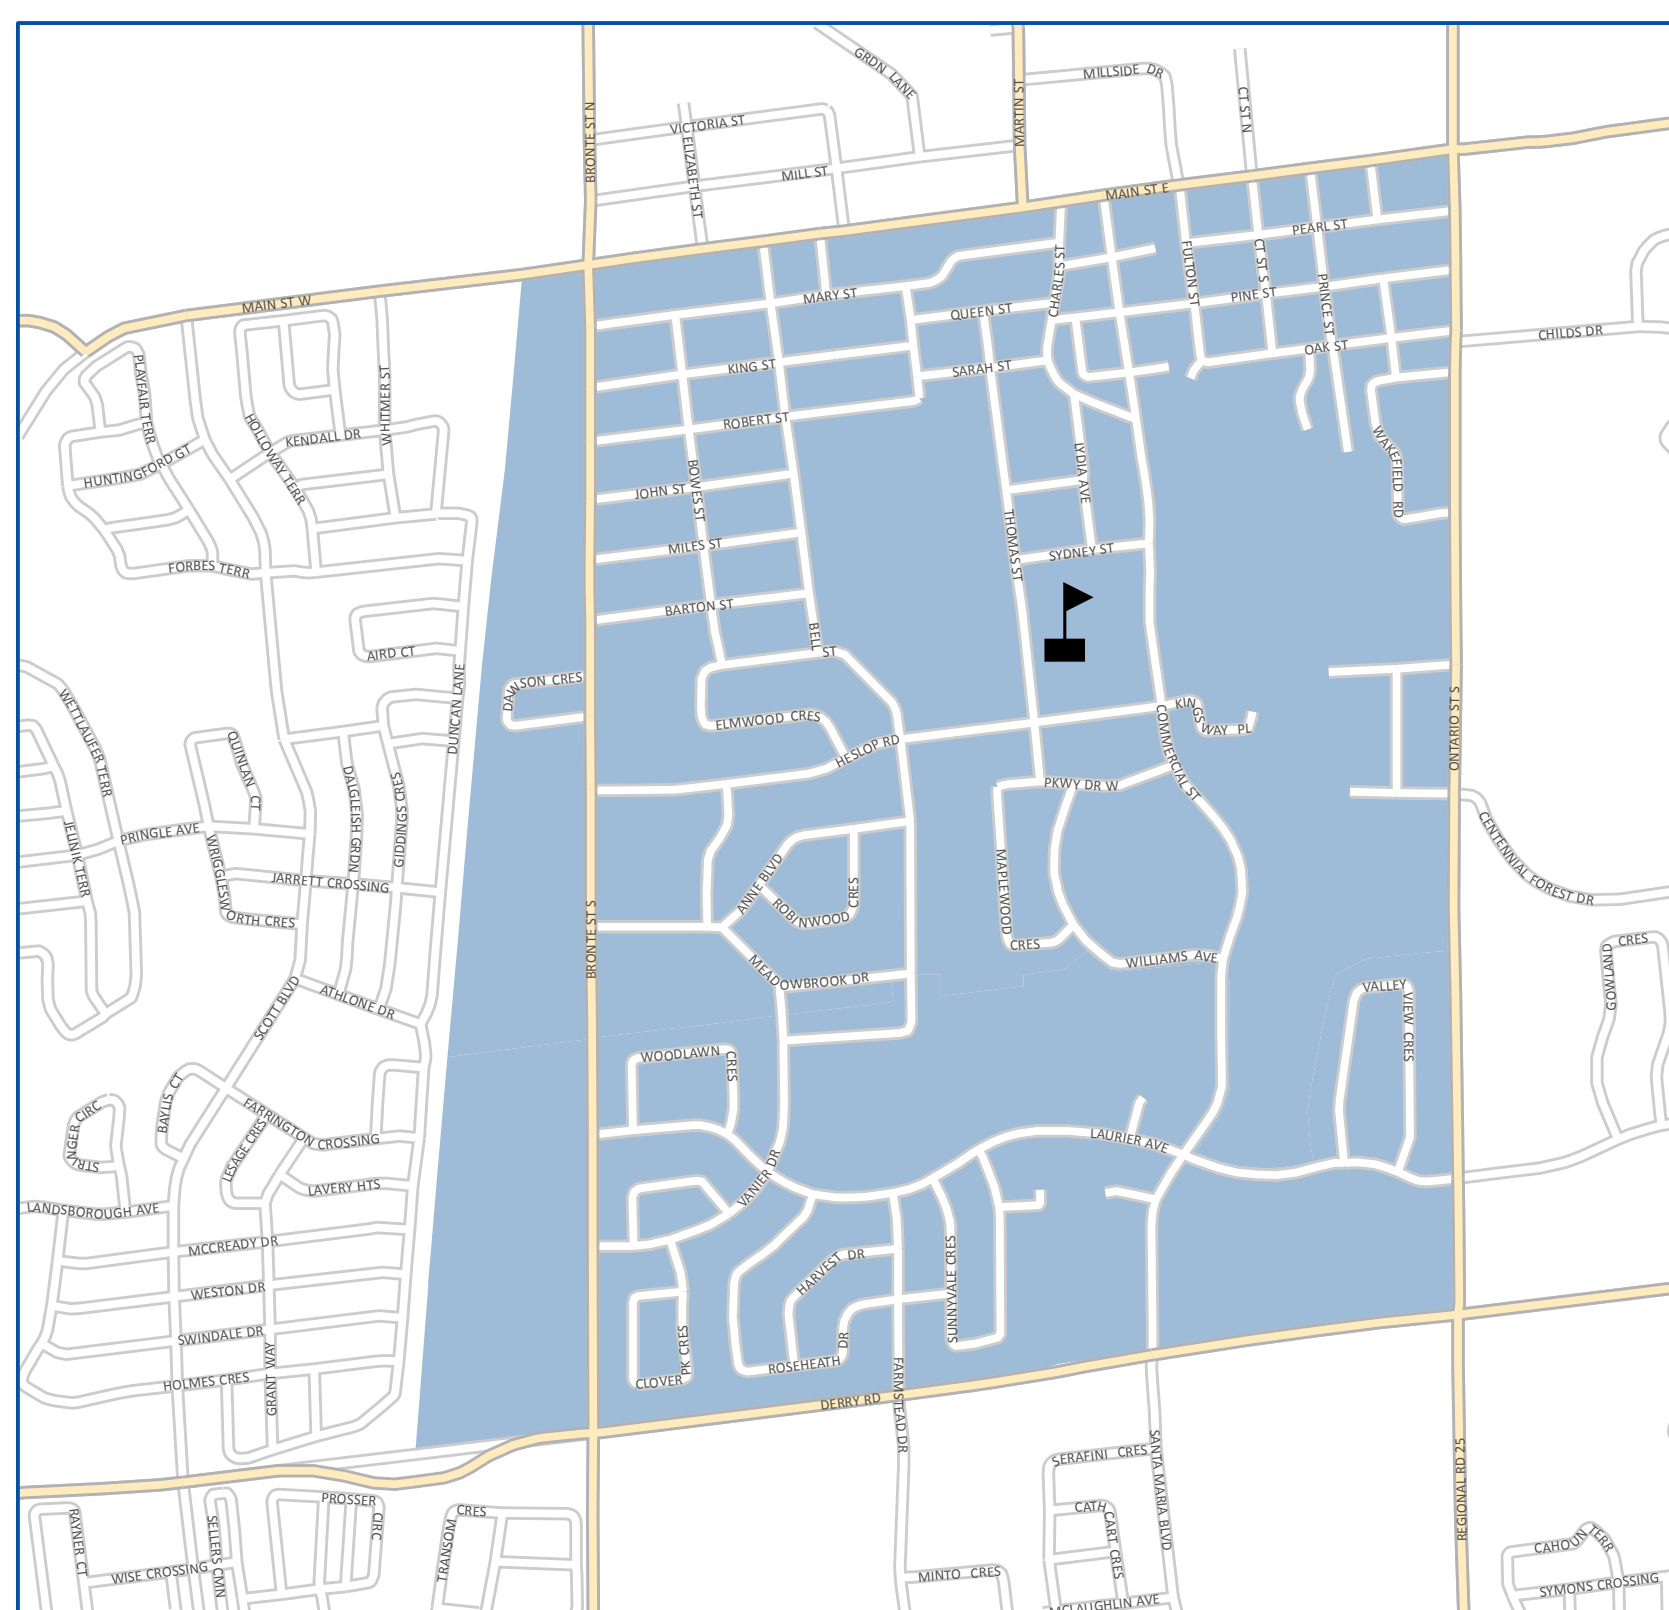 GRDN LANE
MILLSIDE DR
MARTIN ST
CT ST N
BRONTE ST N
VICTORIA ST
ELIZABETH ST
MILL ST
MAIN ST E
PEARL ST
FULTON ST
CT ST S
PRINCE ST
CHARLES ST
MAIN ST W
MARY ST
QUEEN ST
PINE ST
OAK ST
CHILDS DR
PLAYFAIR TERR
WHITMER ST
KING ST
SARAH ST
HOLLOWAY TERR
KENDALL DR
ROBERT ST
HUNTINGFORD GT
LYDIA AVE
WAKEFIELD RD
BOWES ST
JOHN ST
THOMAS ST
MILES ST
SYDNEY ST
FORBES TERR
BARTON ST
BELL ST
AIRD CT
DAWSON CRES
DUNCAN LANE
WETTLAUFER TERR
ELMWOOD CRES
KINGSWAY PL
ONTARIO ST S
COMMERCIAL ST
HESLOP RD
QUINLAN CT
DALGLEISH GRDN
GIDDINGS CRES
PKWY DR W
JELINIK TERR
PRINGLE AVE
WRIGGLESWORTH CRES
CENTENNIAL FOREST DR
JARRETT CROSSING
ANNE BLVD
ROBINWOOD CRES
MAPLEWOOD CRES
BRONTE ST S
WILLIAMS AVE
GOWLAND CRES
MEADOWBROOK DR
VALLEY VIEW CRES
SCOTT BLVD
ATHLONE DR
WOODLAWN CRES
BAYLIS CT
STRINGER CIRC
FARRINGTON CROSSING
LESAGE CRES
LAURIER AVE
VANIER DR
LAVERY HTS
LANDSBOROUGH AVE
MCCREADY DR
HARVEST DR
SUNNYVALE CRES
WESTON DR
SWINDALE DR
GRANT WAY
HOLMES CRES
CLOVER PK CRES
ROSEHEATH DR
FARMSTEAD DR
DERRY RD
SANTA MARIA BLVD
SERAFINI CRES
REGIONAL RD 25
PROSSER CIRC
RAYNER CT
SELLERS CMN
TRANSOM CRES
CATHCART CRES
CAHOUN TERR
WISE CROSSING
MINTO CRES
SYMONS CROSSING
MCLAUGHLIN AVE